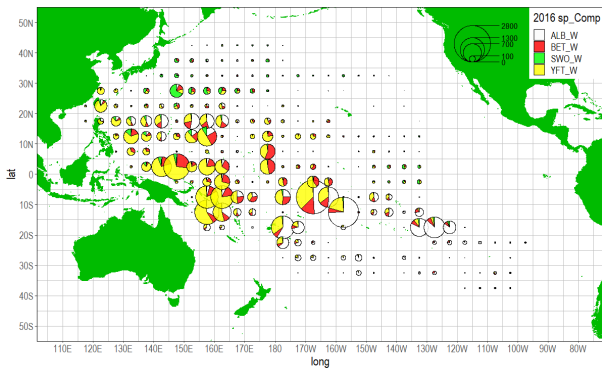 2016 sp_Comp
ALB_W
BET_W
SWO_W
YFT_W
2800
1300
700
100
0
50N
40N
30N
20N
10N
0
10S
20S
30S
40S
50S
lat
110E 120E 130E 140E 150E 160E 170E 180 170W 160W 150W 140W 130W 120W 110W 100W 90W 80W
long